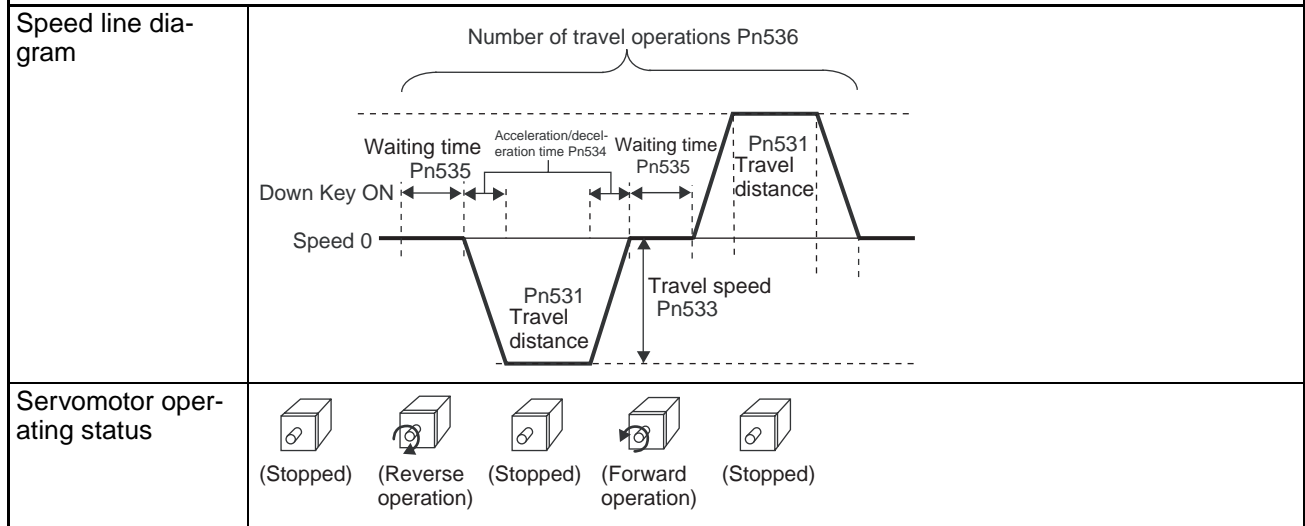 Speed line dia-
gram
Number of travel operations Pn536
Waiting time
Pn535
Acceleration/decel-
eration time Pn534
Waiting time
Pn535
Pn531
Travel
distance
Down Key ON
Speed 0
Pn531
Travel
distance
Travel speed
Pn533
Servomotor oper-
ating status
(Stopped)
(Reverse
operation)
(Stopped)
(Forward
operation)
(Stopped)